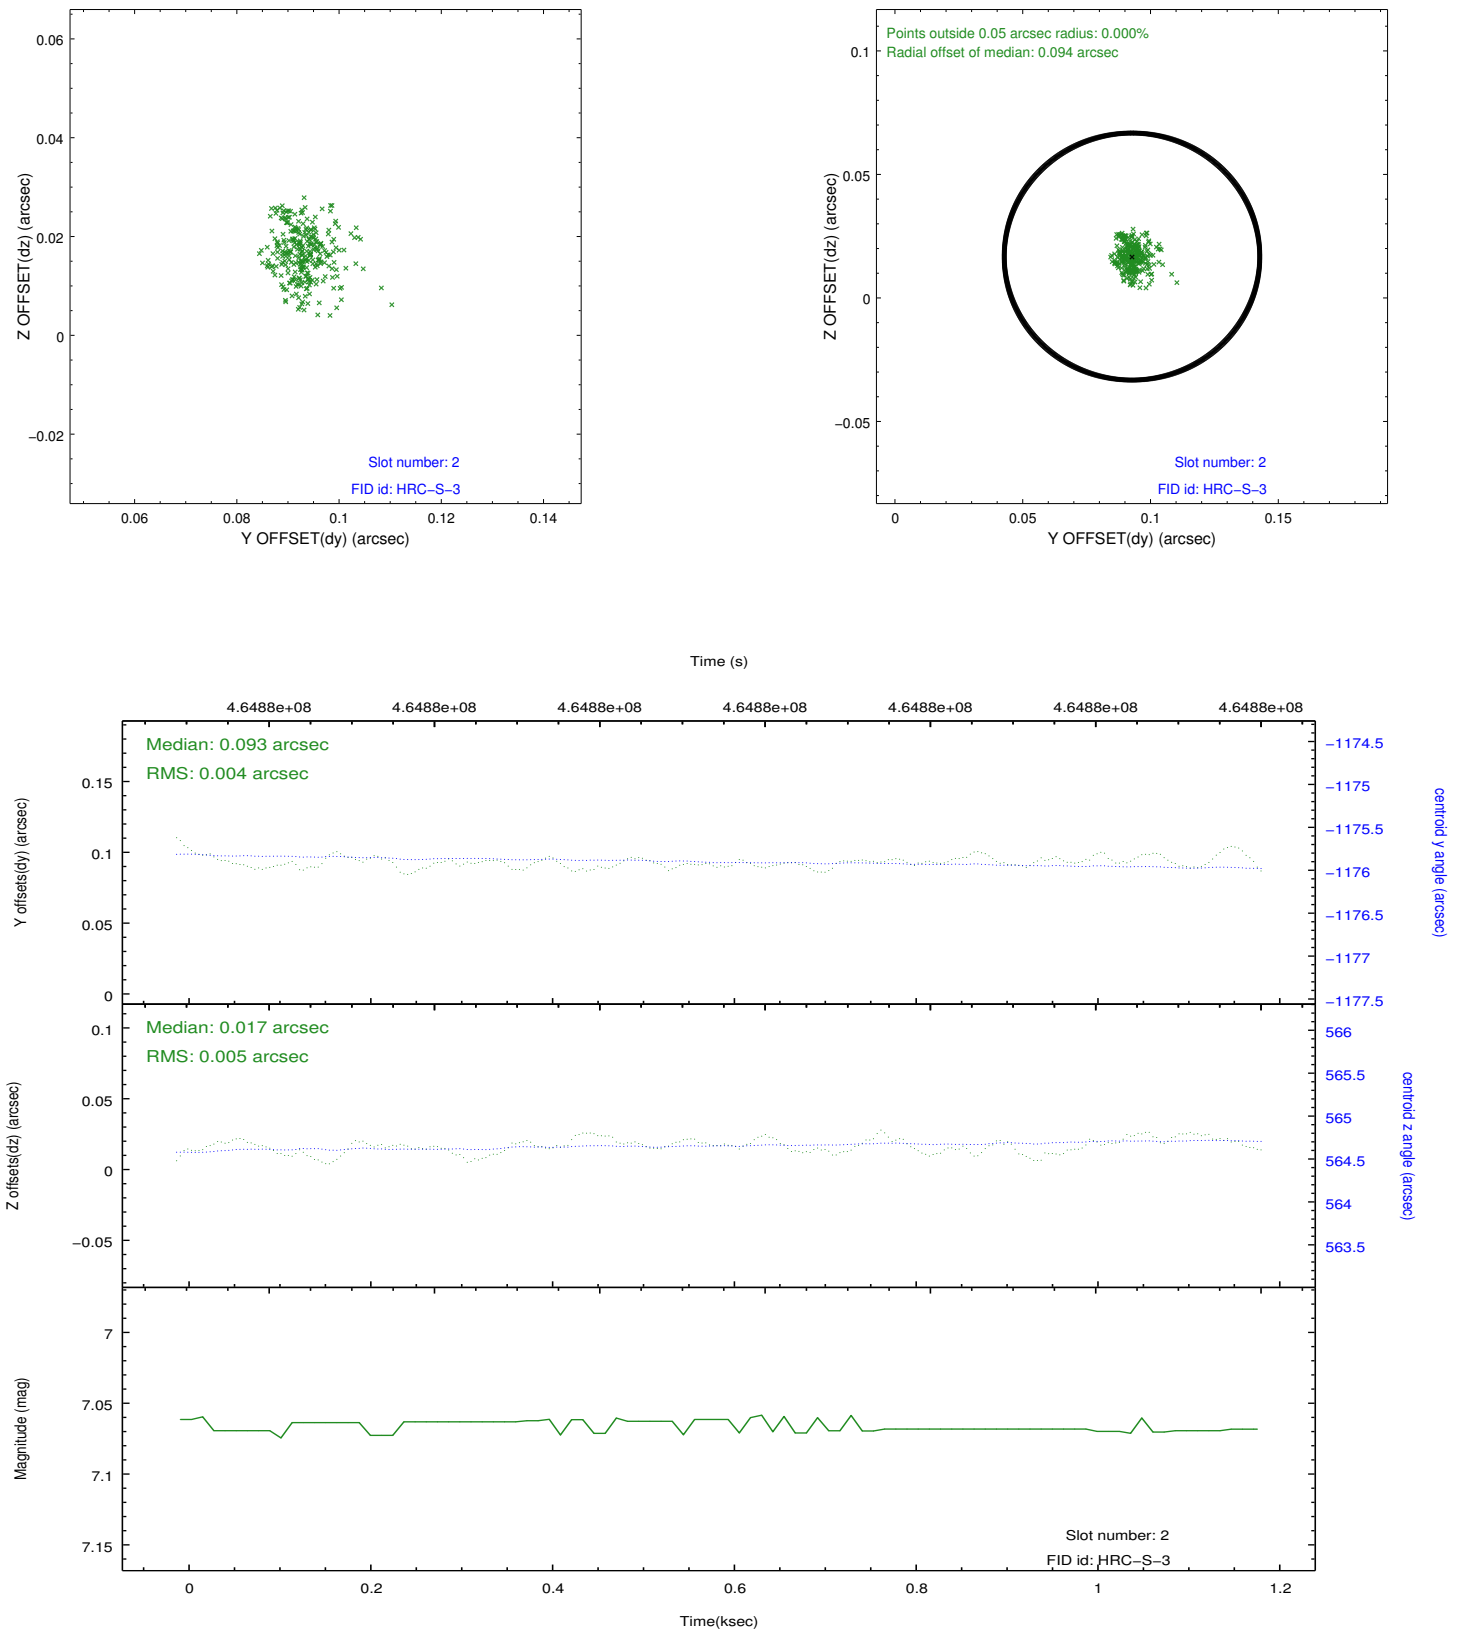 0.06
0.04
0.02
0
−0.02
Z OFFSET(dz) (arcsec)
Slot number: 2
FID id: HRC−S−3
0.06 0.08 0.1 0.12 0.14
Y OFFSET(dy) (arcsec)
Points outside 0.05 arcsec radius: 0.000%
Radial offset of median: 0.094 arcsec
0.1
0.05
0
−0.05
Z OFFSET(dz) (arcsec)
Slot number: 2
FID id: HRC−S−3
0 0.05 0.1 0.15
Y OFFSET(dy) (arcsec)
Time (s)
4.6488e+08 4.6488e+08 4.6488e+08 4.6488e+08 4.6488e+08 4.6488e+08 4.6488e+08
Median: 0.093 arcsec
RMS: 0.004 arcsec
0.15
0.1
0.05
0
Y offsets(dy) (arcsec)
−1174.5
−1175
−1175.5
−1176
−1176.5
−1177
−1177.5
centroid y angle (arcsec)
Median: 0.017 arcsec
RMS: 0.005 arcsec
0.1
0.05
0
−0.05
Z offsets(dz) (arcsec)
566
565.5
565
564.5
564
563.5
centroid z angle (arcsec)
7
7.05
7.1
7.15
Magnitude (mag)
Slot number: 2
FID id: HRC−S−3
0 0.2 0.4 0.6 0.8 1 1.2
Time(ksec)